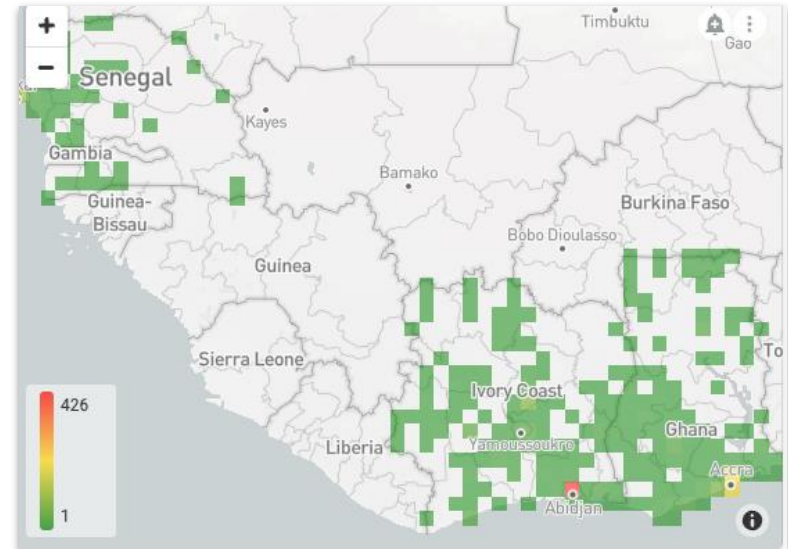 +
Timbuktu
Gao
−
Senegal
Kayes
Gambia
Bamako
Guinea-
Bissau
Burkina Faso
Bobo Dioulasso
Guinea
Sierra Leone
To
426
Ivory Coast
Ghana
Liberia
Yamoussoukro
Accra
1
Abidjan